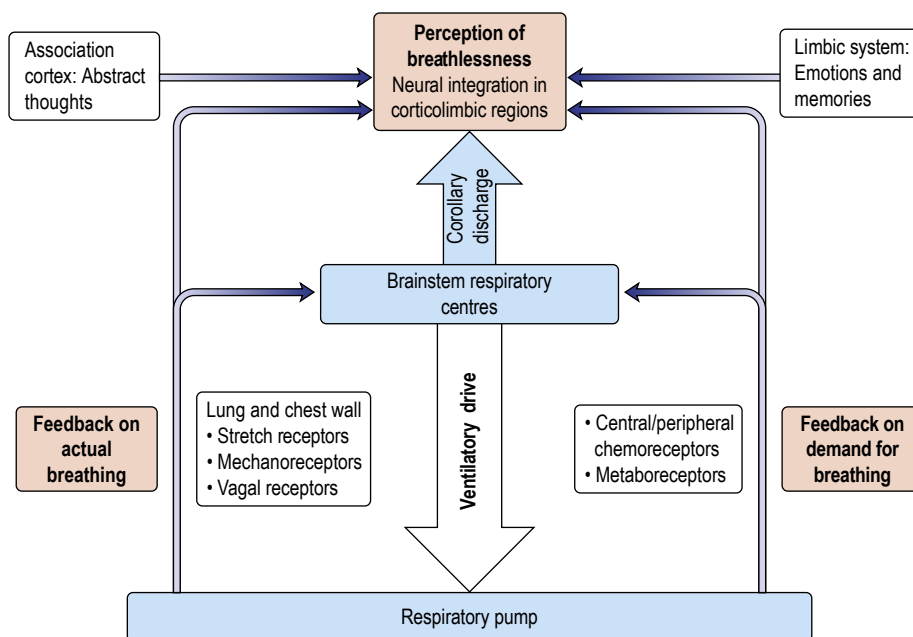 Association
cortex: Abstract
thoughts
Perception of
breathlessness
Neural integration in
corticolimbic regions
Limbic system:
Emotions and
memories
Corollary
discharge
Brainstem respiratory
centres
Feedback on
actual
breathing
Lung and chest wall
• Stretch receptors
• Mechanoreceptors
• Vagal receptors
Ventilatory drive
• Central/peripheral
chemoreceptors
• Metaboreceptors
Feedback on
demand for
breathing
Respiratory pump